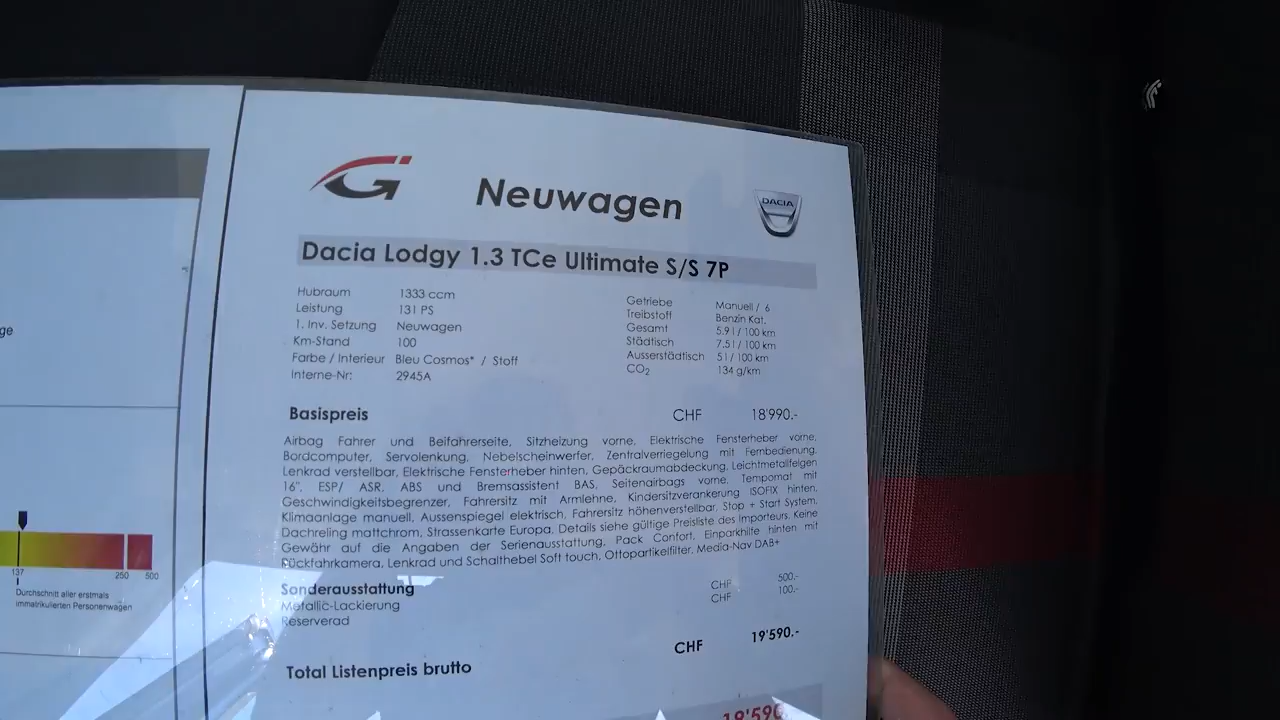 Neuwagen
DACIA
Dacia Lodgy 1.3 TCe Ultimate S/S 7P
Hubraum 1333 ccm
Leistung 131 PS
1. Inv. Setzung Neuwagen
Km-Stand 100
Farbe / Interieur Bleu Cosmos* / Stoff
Interne-Nr: 2945A
Getriebe Manuell / 6
Treibstoff Benzin Kat.
Gesamt 5.9 l / 100 km
Städtisch 7.5 l / 100 km
Ausserstädtisch 5 l / 100 km
CO2 134 g/km
Basispreis CHF 18'990.-
Airbag Fahrer und Beifahrerseite, Sitzheizung vorne, Elektrische Fensterheber vorne,
Bordcomputer, Servolenkung, Nebelscheinwerfer, Zentralverriegelung mit Fernbedienung,
Lenkrad verstellbar, Elektrische Fensterheber hinten, Gepäckraumabdeckung, Leichtmetallfelgen
16", ESP/ ASR, ABS und Bremsassistent BAS, Seitenairbags vorne, Tempomat mit
Geschwindigkeitsbegrenzer, Fahrersitz mit Armlehne, Kindersitzverankerung ISOFIX hinten,
Klimaanlage manuell, Aussenspiegel elektrisch, Fahrersitz höhenverstellbar, Stop + Start System,
Dachreling mattchrom, Strassenkarte Europa, Details siehe gültige Preisliste des Importeurs, Keine
Gewähr auf die Angaben der Serienausstattung, Pack Confort, Einparkhilfe hinten mit
Rückfahrkamera, Lenkrad und Schalthebel Soft touch, Ottopartikelfilter, Media-Nav DAB+
Sonderausstattung
Metallic-Lackierung CHF 500.-
Reserverad CHF 100.-
Total Listenpreis brutto CHF 19'590.-
18'590.
ge
137 250 500
Durchschnitt aller erstmals
immatrikulierten Personenwagen